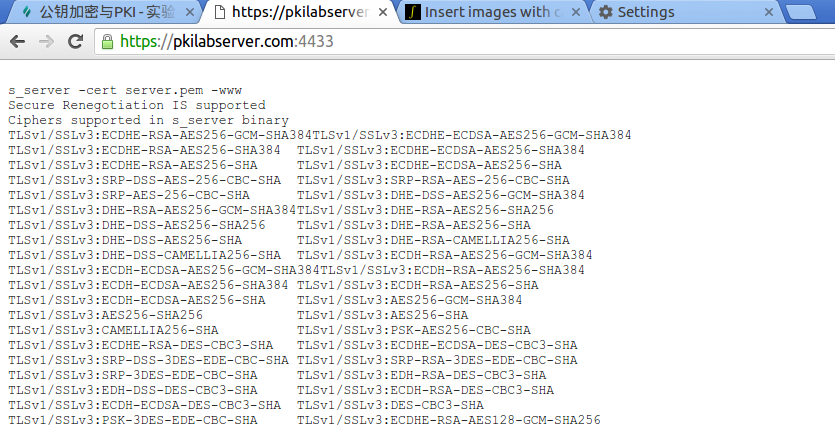 公钥加密与PKI - 实验 https://pkilabserver Insert images with Settings
https://pkilabserver.com:4433
s_server -cert server.pem -www
Secure Renegotiation IS supported
Ciphers supported in s_server binary
TLSv1/SSLv3:ECDHE-RSA-AES256-GCM-SHA384TLSv1/SSLv3:ECDHE-ECDSA-AES256-GCM-SHA384
TLSv1/SSLv3:ECDHE-RSA-AES256-SHA384 TLSv1/SSLv3:ECDHE-ECDSA-AES256-SHA384
TLSv1/SSLv3:ECDHE-RSA-AES256-SHA TLSv1/SSLv3:ECDHE-ECDSA-AES256-SHA
TLSv1/SSLv3:SRP-DSS-AES-256-CBC-SHA TLSv1/SSLv3:SRP-RSA-AES-256-CBC-SHA
TLSv1/SSLv3:SRP-AES-256-CBC-SHA TLSv1/SSLv3:DHE-DSS-AES256-GCM-SHA384
TLSv1/SSLv3:DHE-RSA-AES256-GCM-SHA384TLSv1/SSLv3:DHE-RSA-AES256-SHA256
TLSv1/SSLv3:DHE-DSS-AES256-SHA256 TLSv1/SSLv3:DHE-RSA-AES256-SHA
TLSv1/SSLv3:DHE-DSS-AES256-SHA TLSv1/SSLv3:DHE-RSA-CAMELLIA256-SHA
TLSv1/SSLv3:DHE-DSS-CAMELLIA256-SHA TLSv1/SSLv3:ECDH-RSA-AES256-GCM-SHA384
TLSv1/SSLv3:ECDH-ECDSA-AES256-GCM-SHA384TLSv1/SSLv3:ECDH-RSA-AES256-SHA384
TLSv1/SSLv3:ECDH-ECDSA-AES256-SHA384 TLSv1/SSLv3:ECDH-RSA-AES256-SHA
TLSv1/SSLv3:ECDH-ECDSA-AES256-SHA TLSv1/SSLv3:AES256-GCM-SHA384
TLSv1/SSLv3:AES256-SHA256 TLSv1/SSLv3:AES256-SHA
TLSv1/SSLv3:CAMELLIA256-SHA TLSv1/SSLv3:PSK-AES256-CBC-SHA
TLSv1/SSLv3:ECDHE-RSA-DES-CBC3-SHA TLSv1/SSLv3:ECDHE-ECDSA-DES-CBC3-SHA
TLSv1/SSLv3:SRP-DSS-3DES-EDE-CBC-SHA TLSv1/SSLv3:SRP-RSA-3DES-EDE-CBC-SHA
TLSv1/SSLv3:SRP-3DES-EDE-CBC-SHA TLSv1/SSLv3:EDH-RSA-DES-CBC3-SHA
TLSv1/SSLv3:EDH-DSS-DES-CBC3-SHA TLSv1/SSLv3:ECDH-RSA-DES-CBC3-SHA
TLSv1/SSLv3:ECDH-ECDSA-DES-CBC3-SHA TLSv1/SSLv3:DES-CBC3-SHA
TLSv1/SSLv3:PSK-3DES-EDE-CBC-SHA TLSv1/SSLv3:ECDHE-RSA-AES128-GCM-SHA256